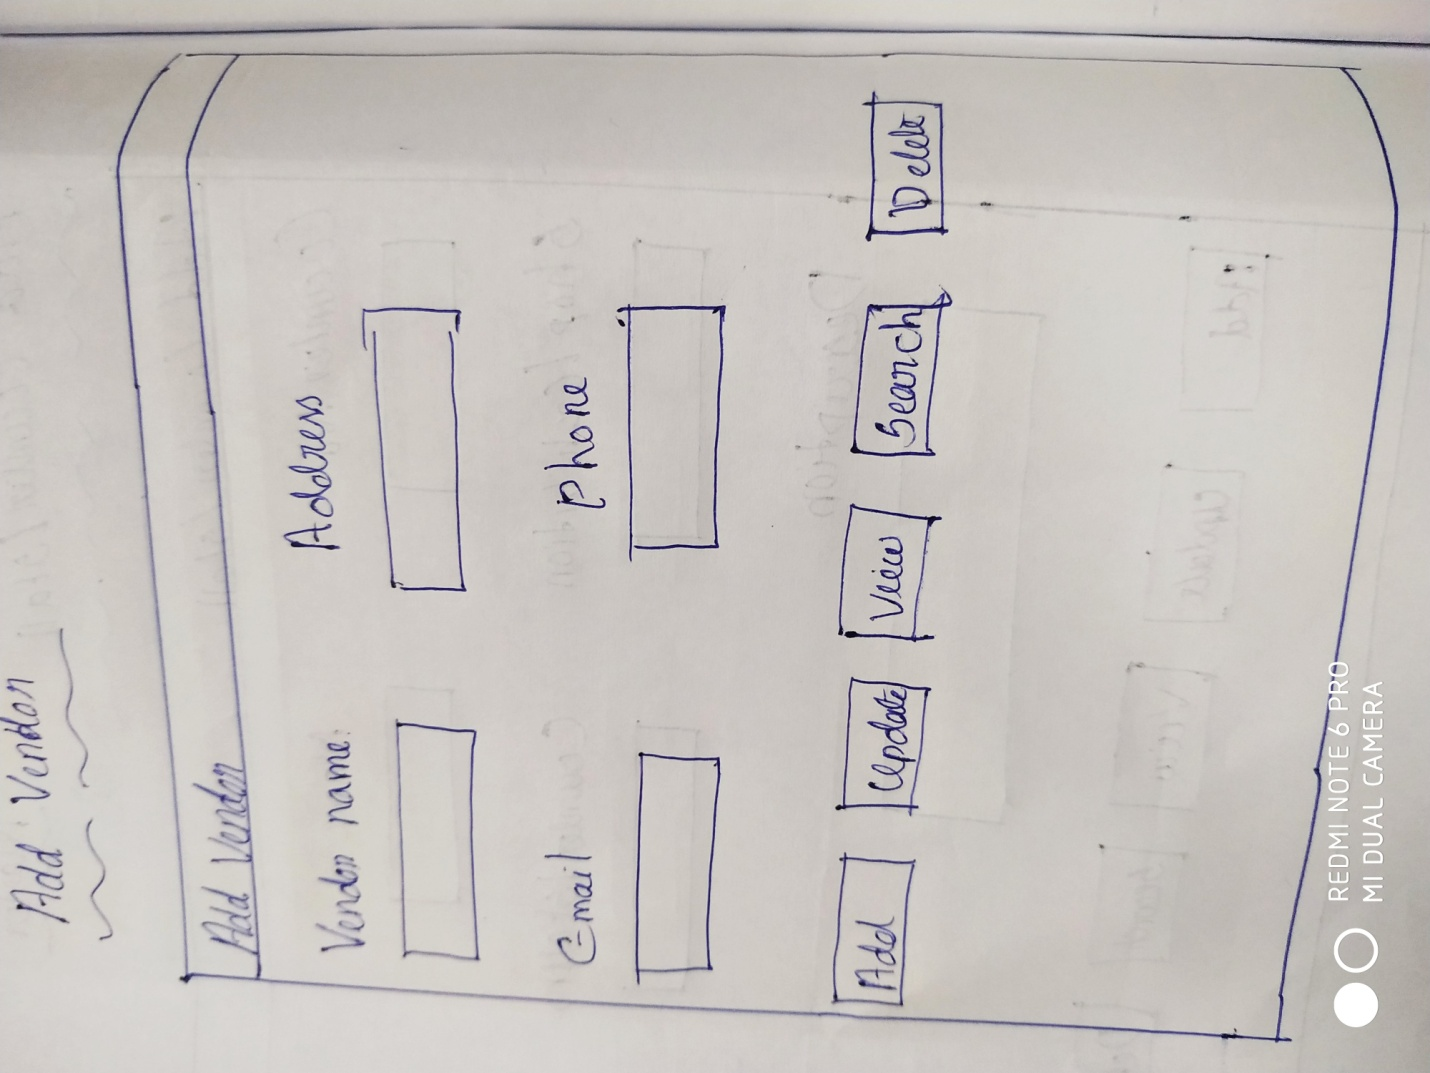 Add Vendor
Add Vendor
Vendor name:
Address
Email
Phone
Add
Update
View
Search
Delete
REDMI NOTE 6 PRO
MI DUAL CAMERA